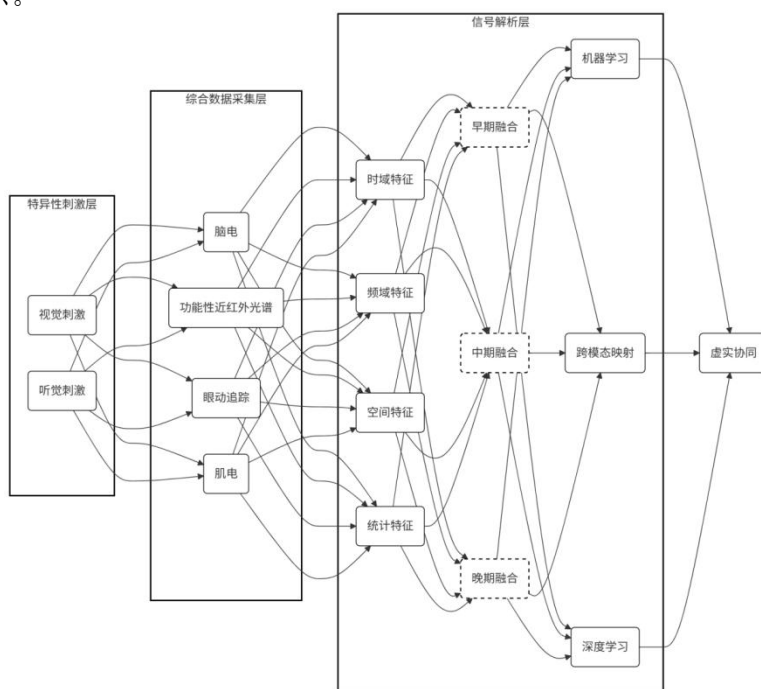 信号解析层
机器学习
综合数据采集层
早期融合
时域特征
特异性刺激层
脑电
视觉刺激
功能性近红外光谱
频域特征
中期融合
跨模态映射
虚实协同
听觉刺激
眼动追踪
空间特征
肌电
统计特征
晚期融合
深度学习